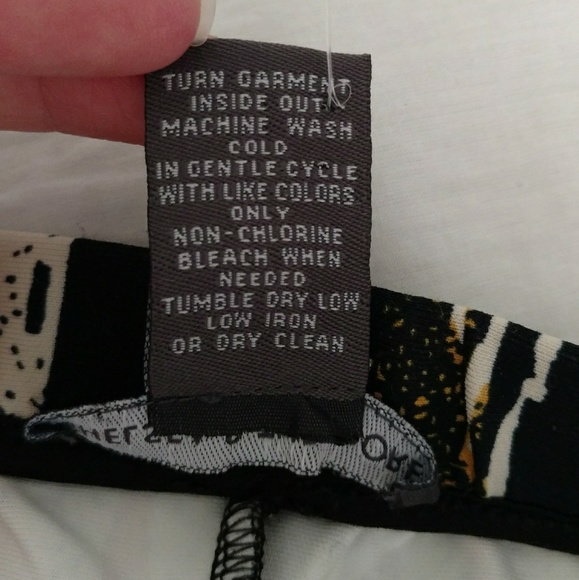 TURN GARMENT
INSIDE OUT
MACHINE WASH
COLD
IN GENTLE CYCLE
WITH LIKE COLORS
ONLY
NON-CHLORINE
BLEACH WHEN
NEEDED
TUMBLE DRY LOW
LOW IRON
OR DRY CLEAN